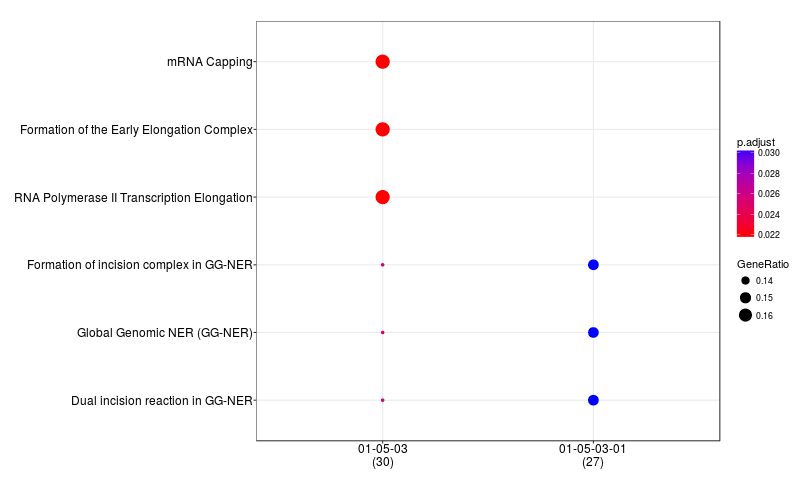 mRNA Capping
Formation of the Early Elongation Complex
RNA Polymerase II Transcription Elongation
Formation of incision complex in GG-NER
Global Genomic NER (GG-NER)
Dual incision reaction in GG-NER
01-05-03
(30)
01-05-03-01
(27)
p.adjust
0.030
0.028
0.026
0.024
0.022
GeneRatio
0.14
0.15
0.16